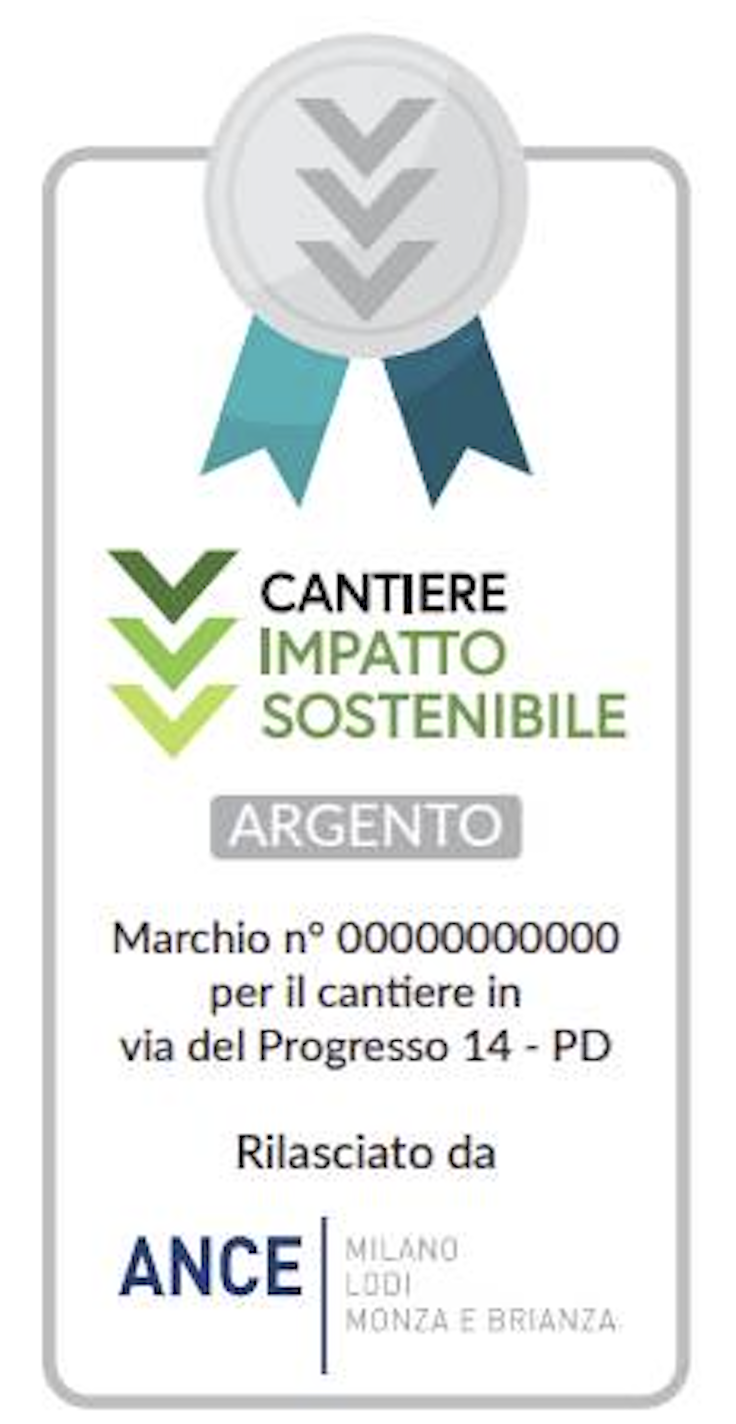 CANTIERE
IMPATTO
SOSTENIBILE
ARGENTO
Marchio n° 00000000000
per il cantiere in
via del Progresso 14 - PD
Rilasciato da
ANCE
MILANO
LODI
MONZA E BRIANZA